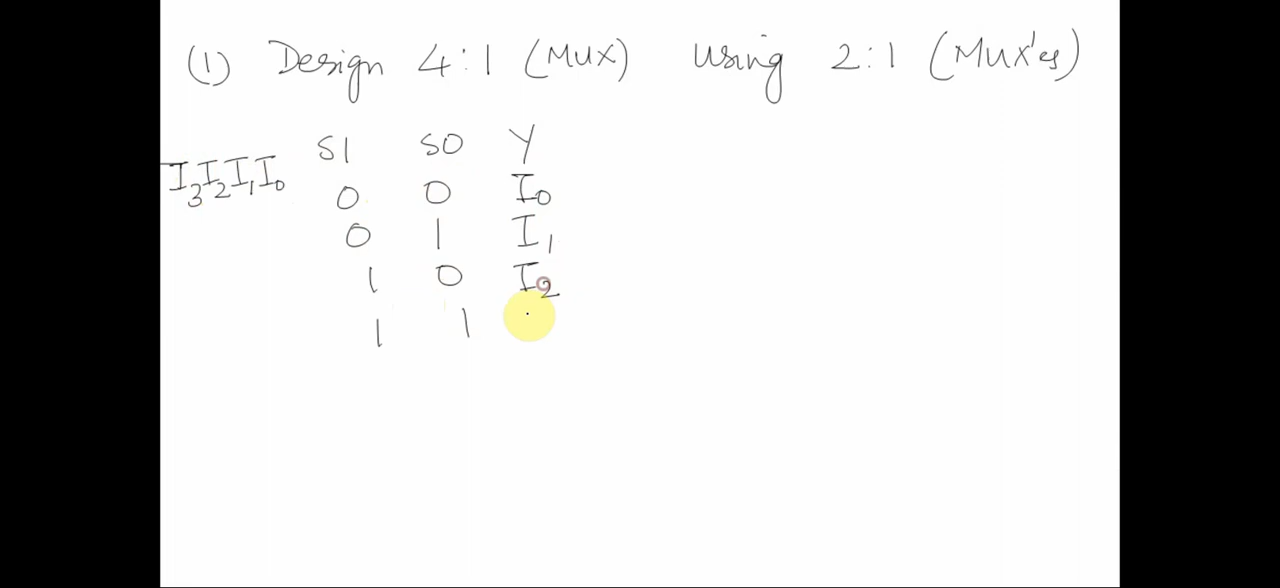 (1) Design 4:1 (MUX) Using 2:1 (Mux'es)
I3I2I1I0 S1 S0 Y
0 0 I0
0 1 I1
1 0 I2
1 1